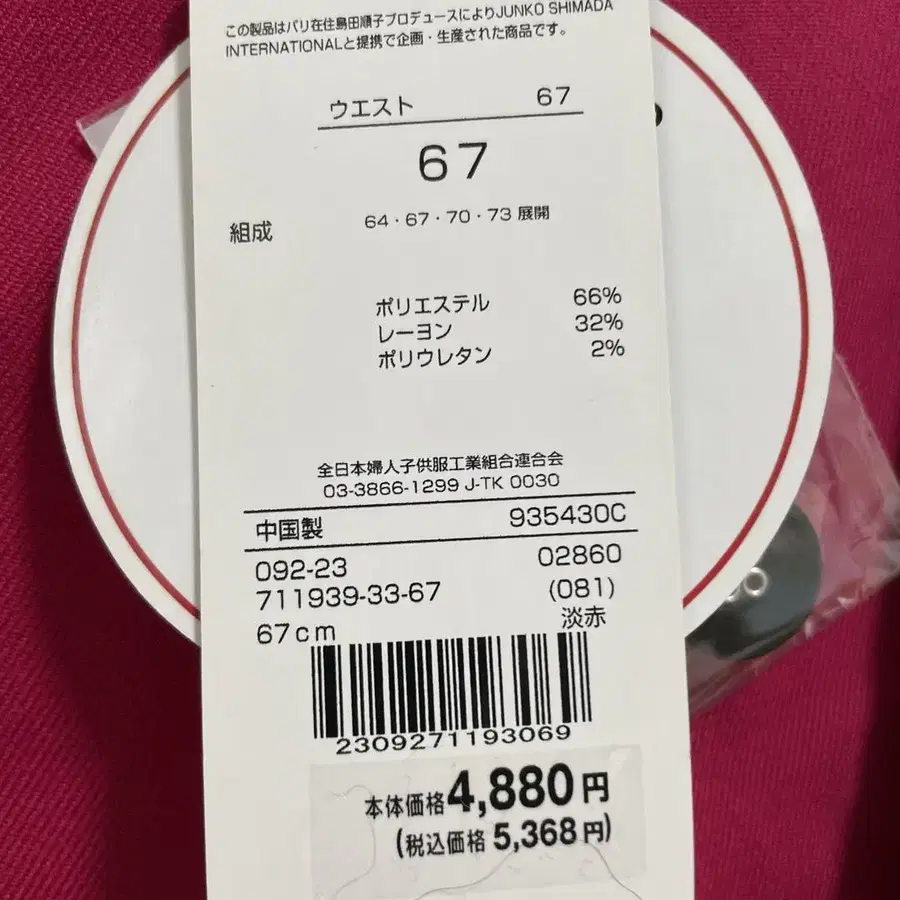 この製品はパリ在住島田順子プロデュースによりJUNKO SHIMADA
INTERNATIONALと提携で企画・生産された商品です。
ウエスト 67
67
64・67・70・73 展開
組成
ポリエステル 66%
レーヨン 32%
ポリウレタン 2%
全日本婦人子供服工業組合連合会
03-3866-1299 J-TK 0030
中国製 935430C
092-23 02860
711939-33-67 (081)
67cm 淡赤
2309271193069
本体価格4,880円
(税込価格 5,368円)